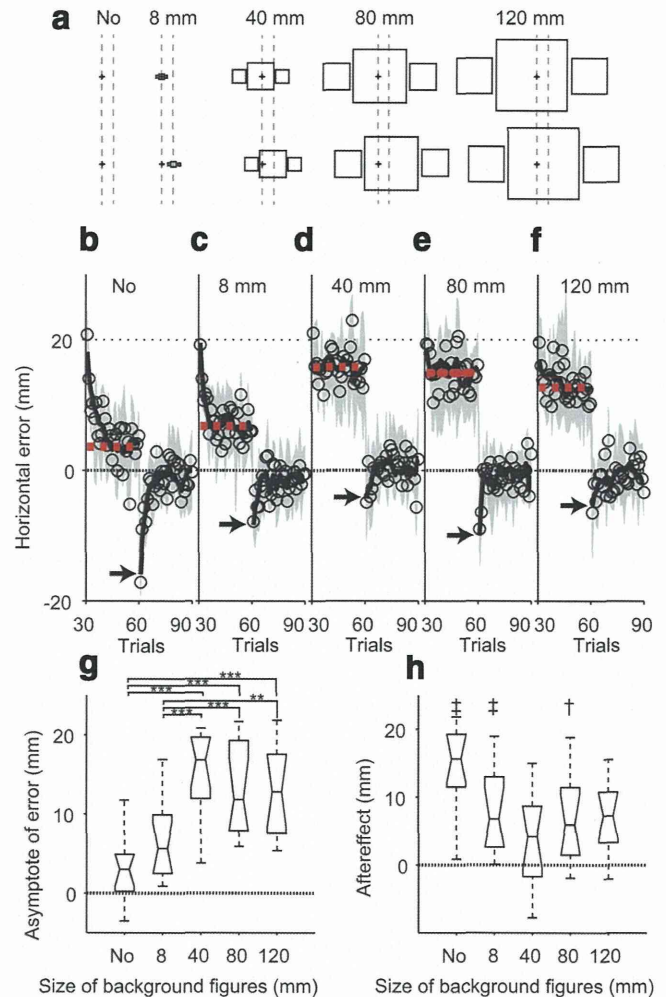 a No 8 mm 40 mm 80 mm 120 mm
b c d e f
No 8 mm 40 mm 80 mm 120 mm
Horizontal error (mm)
20
0
-20
30 60 90 30 60 90 30 60 90 30 60 90 30 60 90
Trials Trials Trials Trials Trials
g h
*** *** *** ** *** ***
‡ ‡ †
Asymptote of error (mm)
20
10
0
No 8 40 80 120
Size of background figures (mm)
Aftereffect (mm)
20
10
0
No 8 40 80 120
Size of background figures (mm)